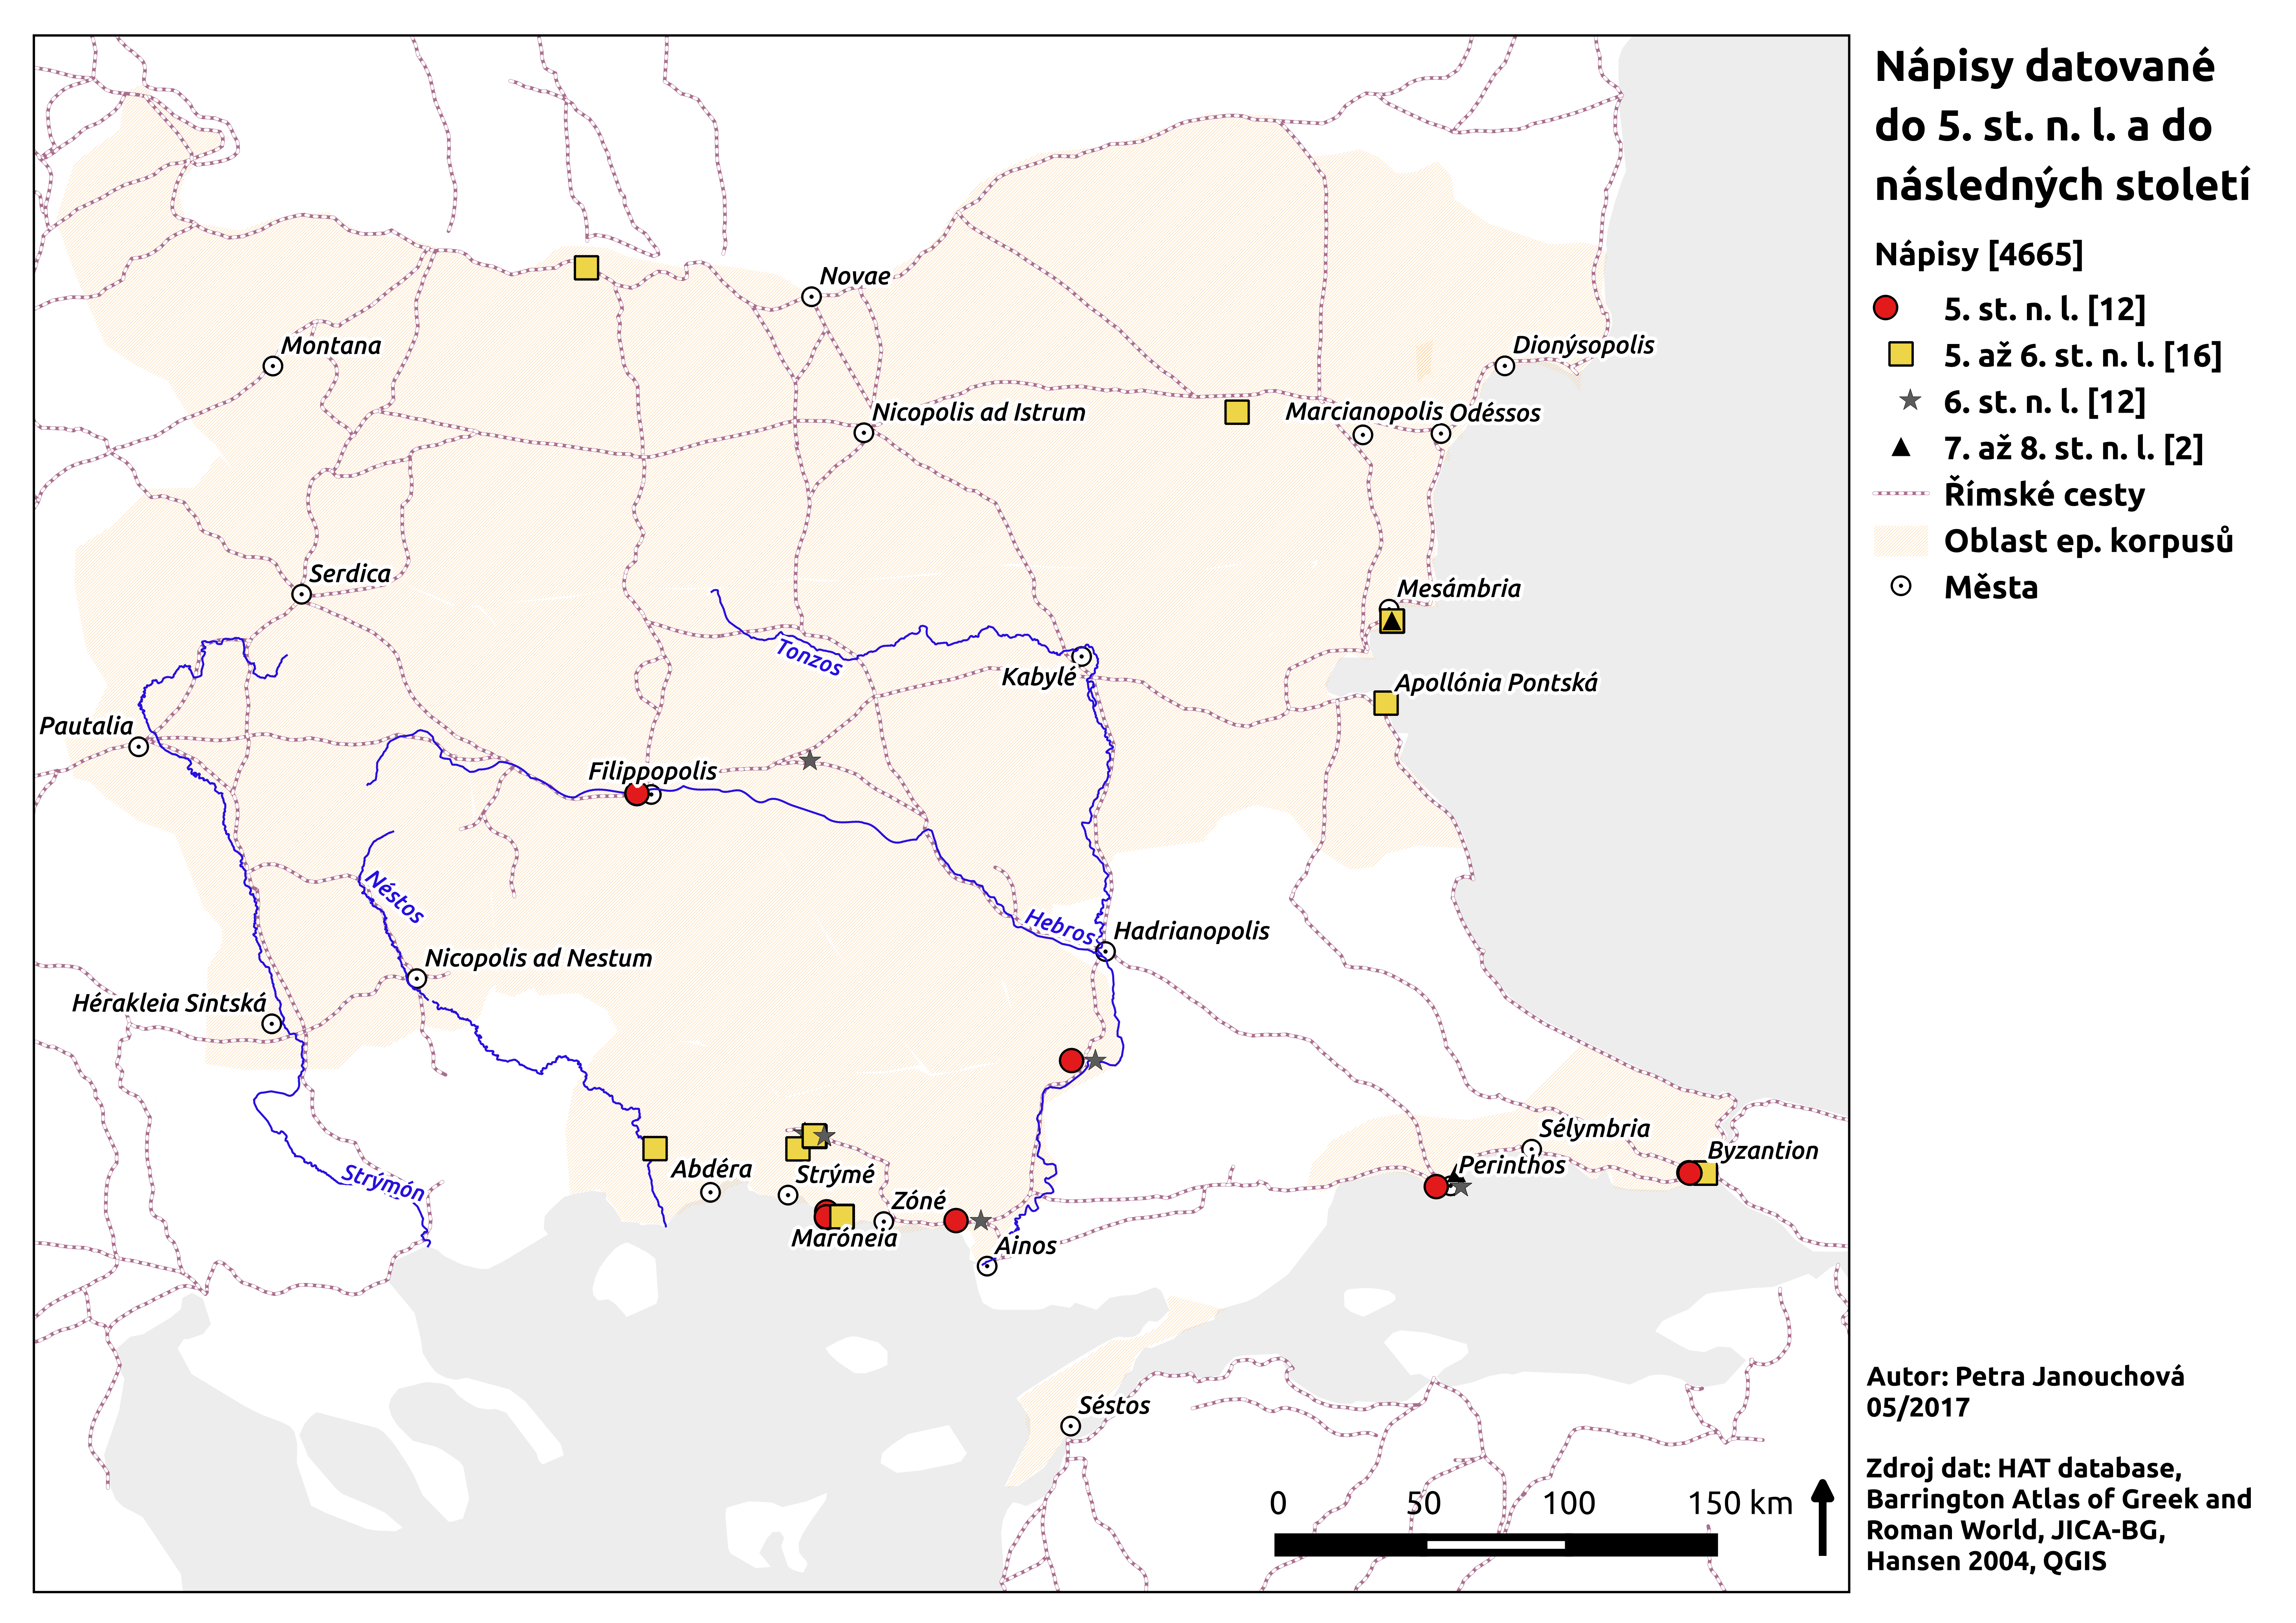 Nápisy datované
do 5. st. n. l. a do
následných století
Nápisy [4665]
5. st. n. l. [12]
5. až 6. st. n. l. [16]
6. st. n. l. [12]
7. až 8. st. n. l. [2]
Římské cesty
Oblast ep. korpusů
Města
Novae
Montana
Dionýsopolis
Nicopolis ad Istrum
Marcianopolis
Odéssos
Serdica
Mesámbria
Tonzos
Kabylé
Apollónia Pontská
Pautalia
Filippopolis
Néstos
Hebros
Hadrianopolis
Nicopolis ad Nestum
Hérakleia Sintská
Sélymbria
Byzantion
Perinthos
Abdéra
Strýmé
Strýmón
Zóné
Maróneia
Ainos
Séstos
0 50 100 150 km
Autor: Petra Janouchová
05/2017
Zdroj dat: HAT database,
Barrington Atlas of Greek and
Roman World, JICA-BG,
Hansen 2004, QGIS